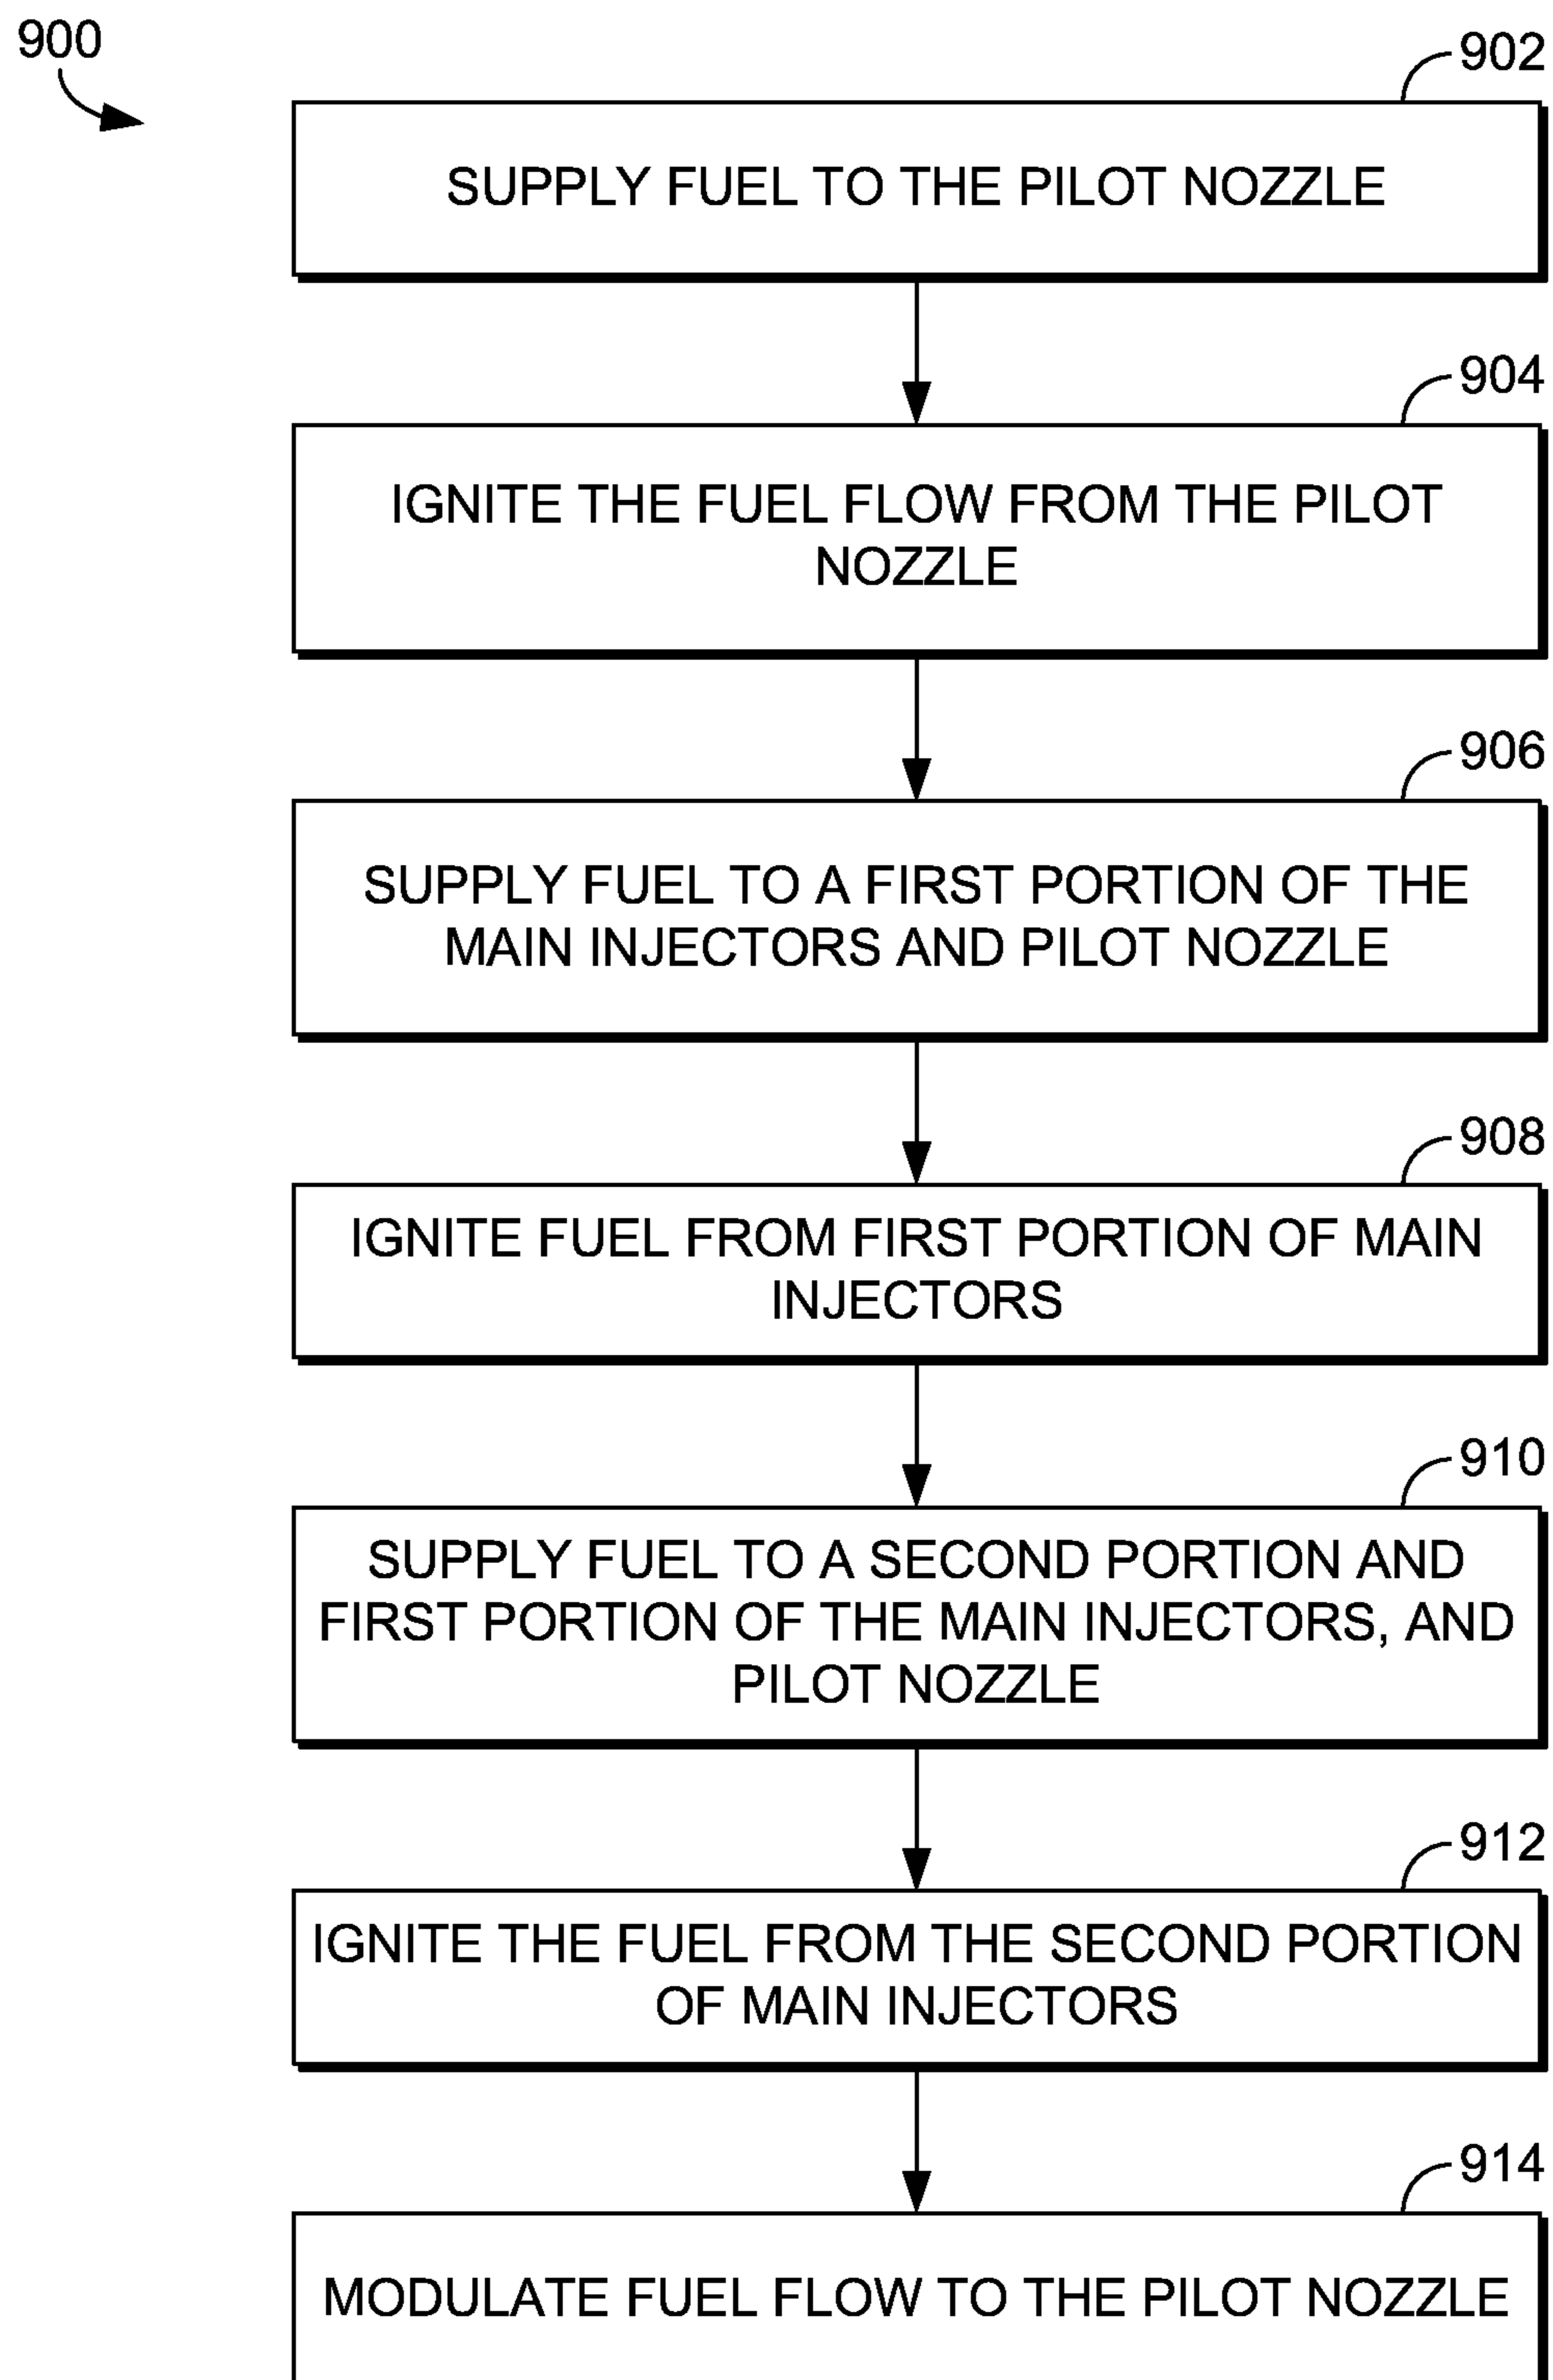 900
902
SUPPLY FUEL TO THE PILOT NOZZLE
904
IGNITE THE FUEL FLOW FROM THE PILOT
NOZZLE
906
SUPPLY FUEL TO A FIRST PORTION OF THE
MAIN INJECTORS AND PILOT NOZZLE
908
IGNITE FUEL FROM FIRST PORTION OF MAIN
INJECTORS
910
SUPPLY FUEL TO A SECOND PORTION AND
FIRST PORTION OF THE MAIN INJECTORS, AND
PILOT NOZZLE
912
IGNITE THE FUEL FROM THE SECOND PORTION
OF MAIN INJECTORS
914
MODULATE FUEL FLOW TO THE PILOT NOZZLE